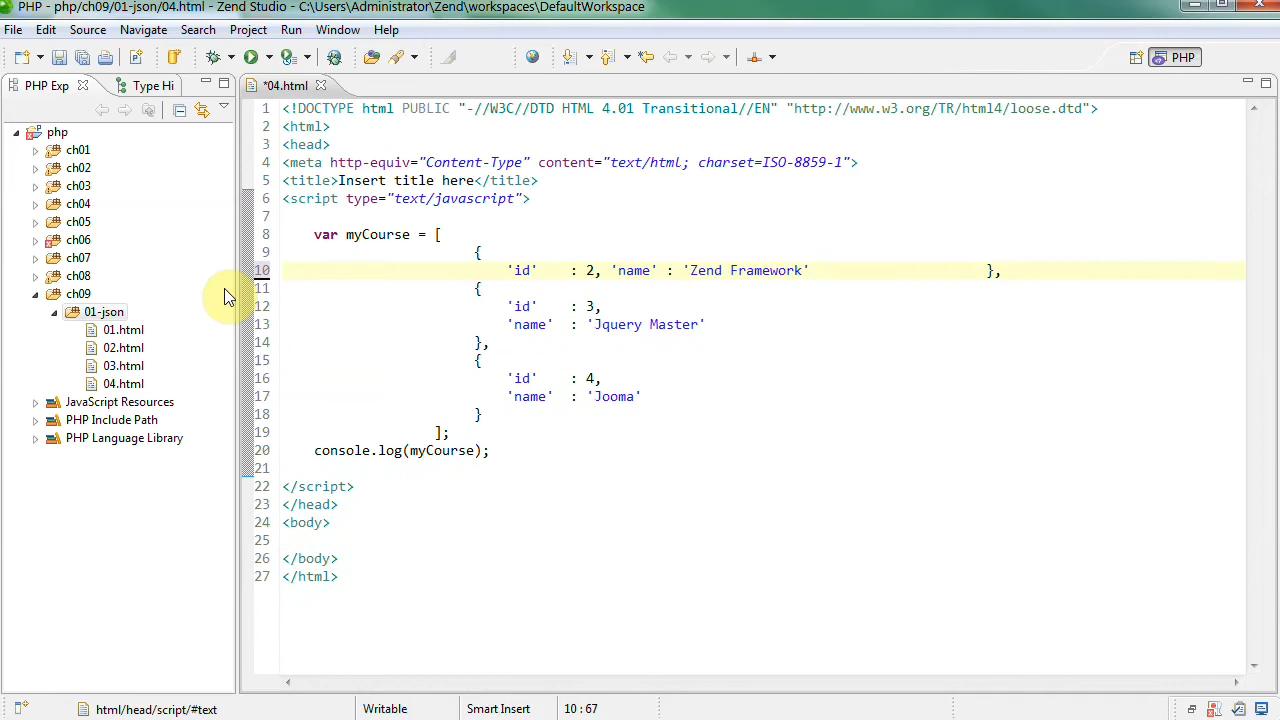 PHP - php/ch09/01-json/04.html - Zend Studio - C:\Users\Administrator\Zend\workspaces\DefaultWorkspace
File Edit Source Navigate Search Project Run Window Help
PHP
PHP Exp Type Hi *04.html
php
ch01
ch02
ch03
ch04
ch05
ch06
ch07
ch08
ch09
01-json
01.html
02.html
03.html
04.html
JavaScript Resources
PHP Include Path
PHP Language Library
1 <!DOCTYPE html PUBLIC "-//W3C//DTD HTML 4.01 Transitional//EN" "http://www.w3.org/TR/html4/loose.dtd">
2 <html>
3 <head>
4 <meta http-equiv="Content-Type" content="text/html; charset=ISO-8859-1">
5 <title>Insert title here</title>
6 <script type="text/javascript">
7
8 var myCourse = [
9 {
10 'id' : 2, 'name' : 'Zend Framework' },
11 {
12 'id' : 3,
13 'name' : 'Jquery Master'
14 },
15 {
16 'id' : 4,
17 'name' : 'Jooma'
18 }
19 ];
20 console.log(myCourse);
21
22 </script>
23 </head>
24 <body>
25
26 </body>
27 </html>
html/head/script/#text Writable Smart Insert 10 : 67